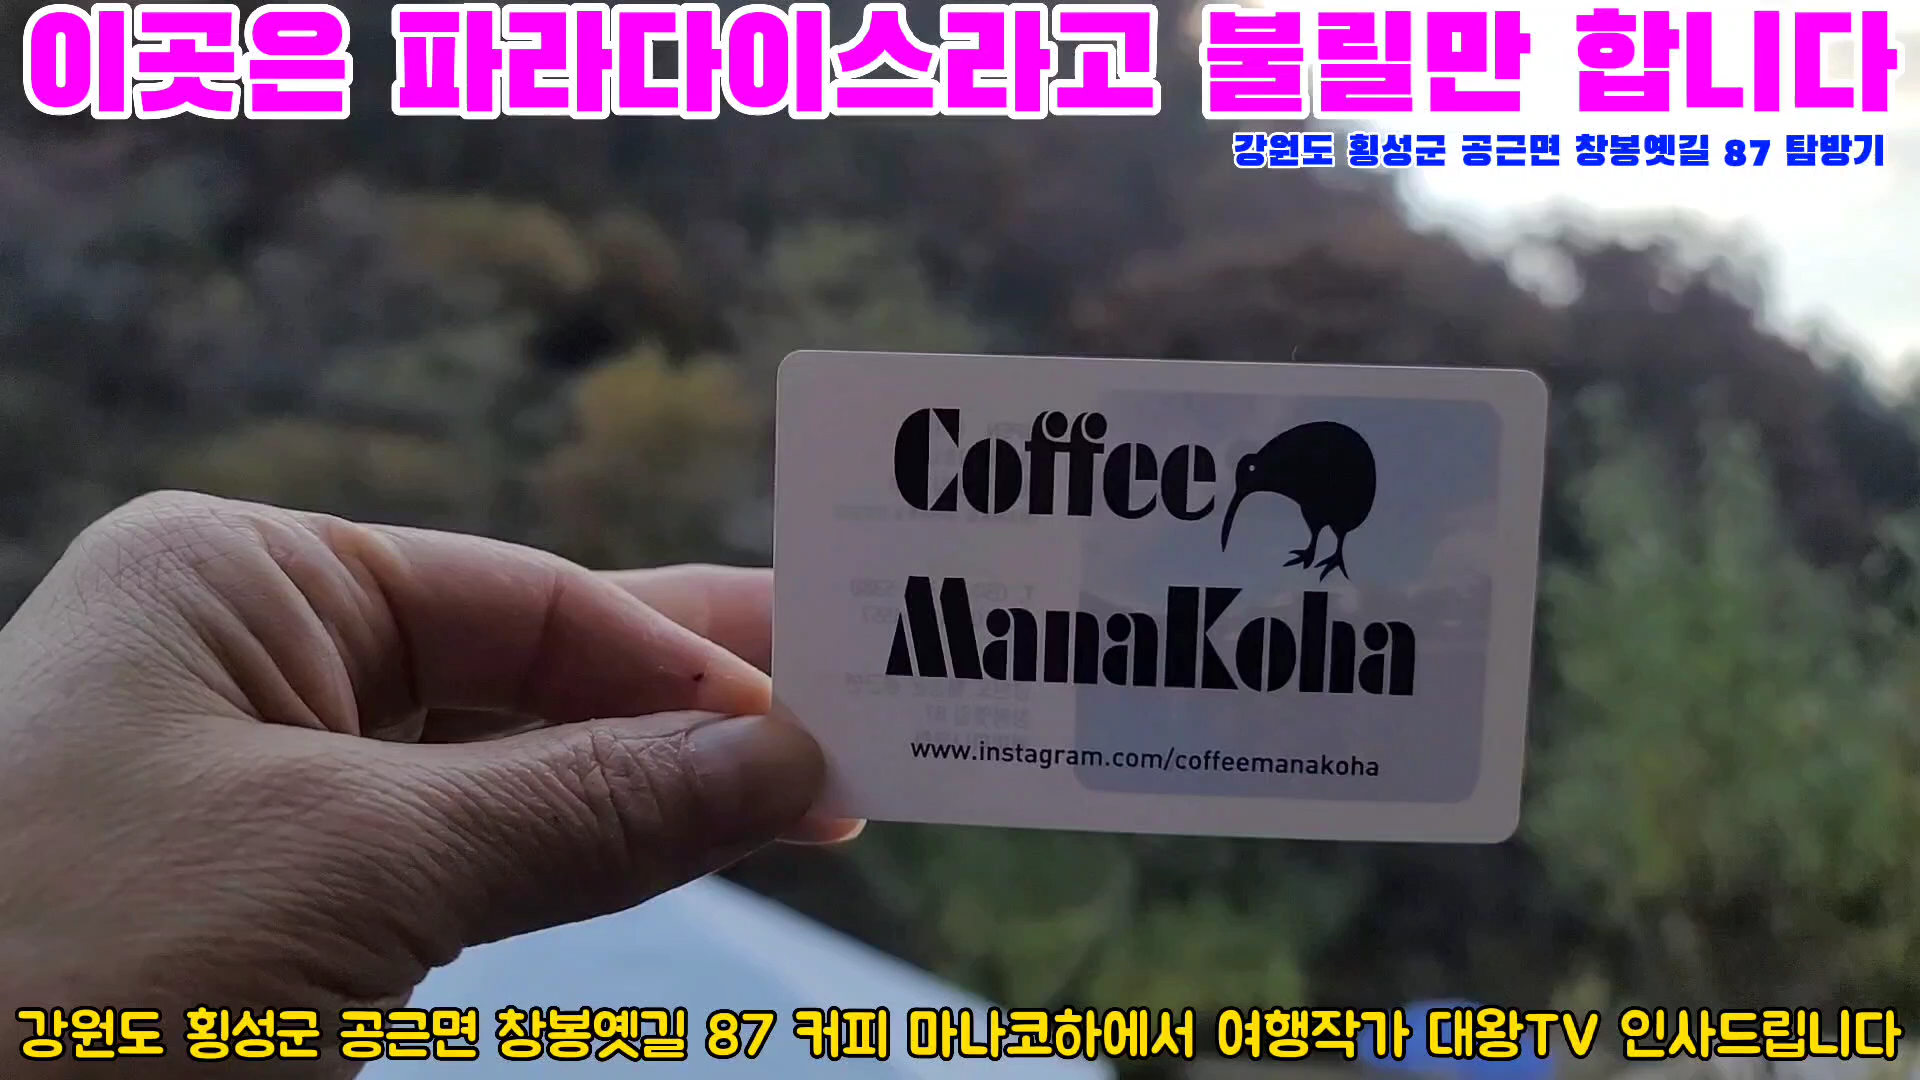 이곳은 파라다이스라고 불릴만 합니다
강원도 횡성군 공근면 창봉옛길 87 탐방기
Coffee
ManaKoha
www.instagram.com/coffeemanakoha
강원도 횡성군 공근면 창봉옛길 87 커피 마나코하에서 여행작가 대왕TV 인사드립니다